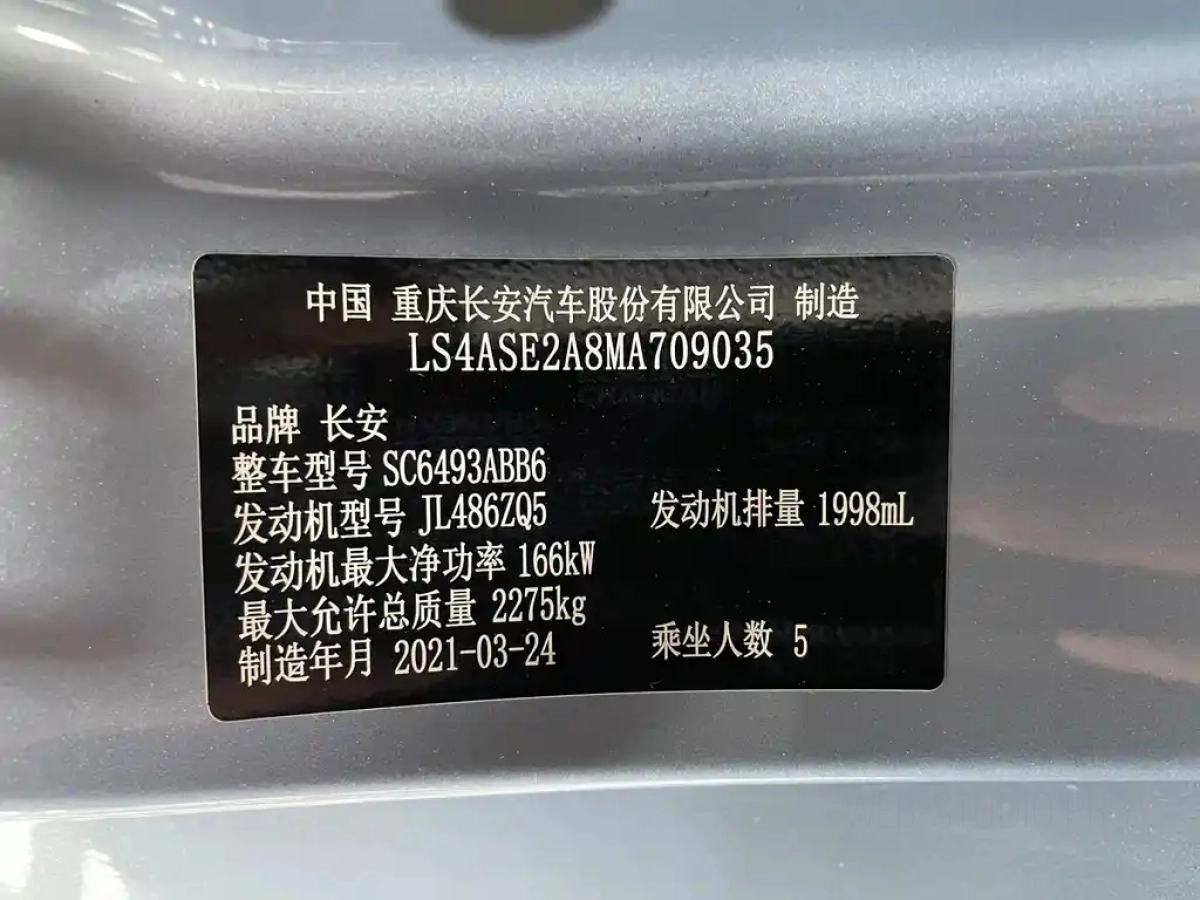 中国 重庆长安汽车股份有限公司 制造
LS4ASE2A8MA709035
品牌 长安
整车型号 SC6493ABB6
发动机型号 JL486ZQ5 发动机排量 1998mL
发动机最大净功率 166kW
最大允许总质量 2275kg
制造年月 2021-03-24 乘坐人数 5